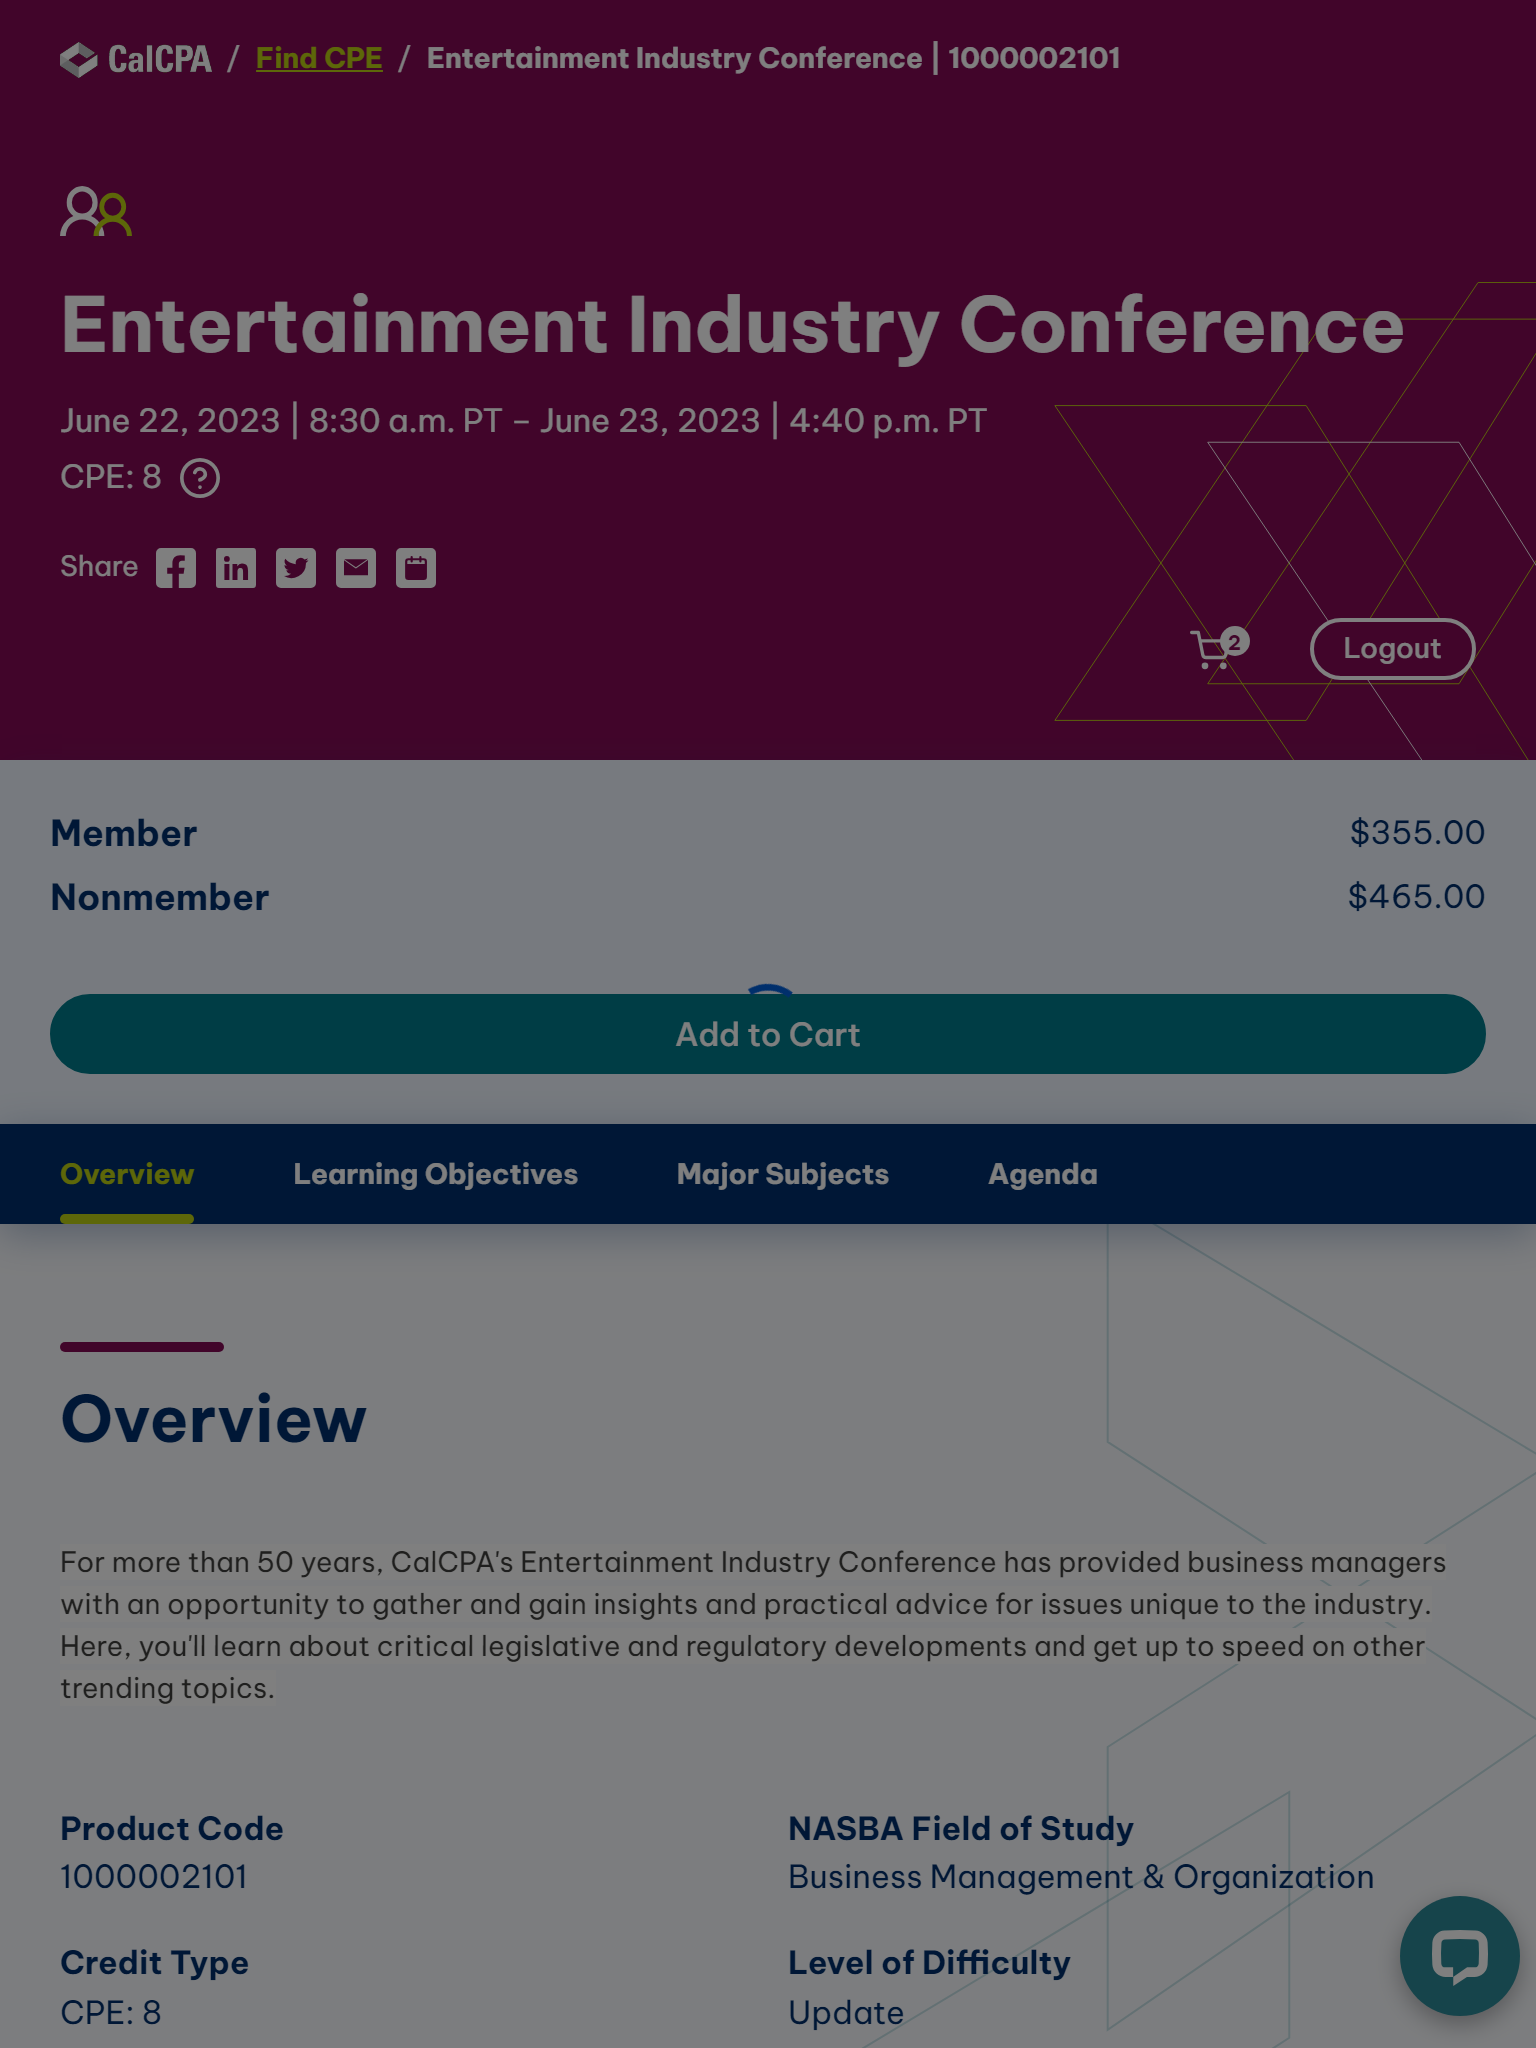 CalCPA / Find CPE / Entertainment Industry Conference | 1000002101
Entertainment Industry Conference
June 22, 2023 | 8:30 a.m. PT – June 23, 2023 | 4:40 p.m. PT
CPE: 8 ?
Share
2
Logout
Member $355.00
Nonmember $465.00
Add to Cart
Overview Learning Objectives Major Subjects Agenda
Overview
For more than 50 years, CalCPA's Entertainment Industry Conference has provided business managers
with an opportunity to gather and gain insights and practical advice for issues unique to the industry.
Here, you'll learn about critical legislative and regulatory developments and get up to speed on other
trending topics.
Product Code
1000002101
NASBA Field of Study
Business Management & Organization
Credit Type
CPE: 8
Level of Difficulty
Update